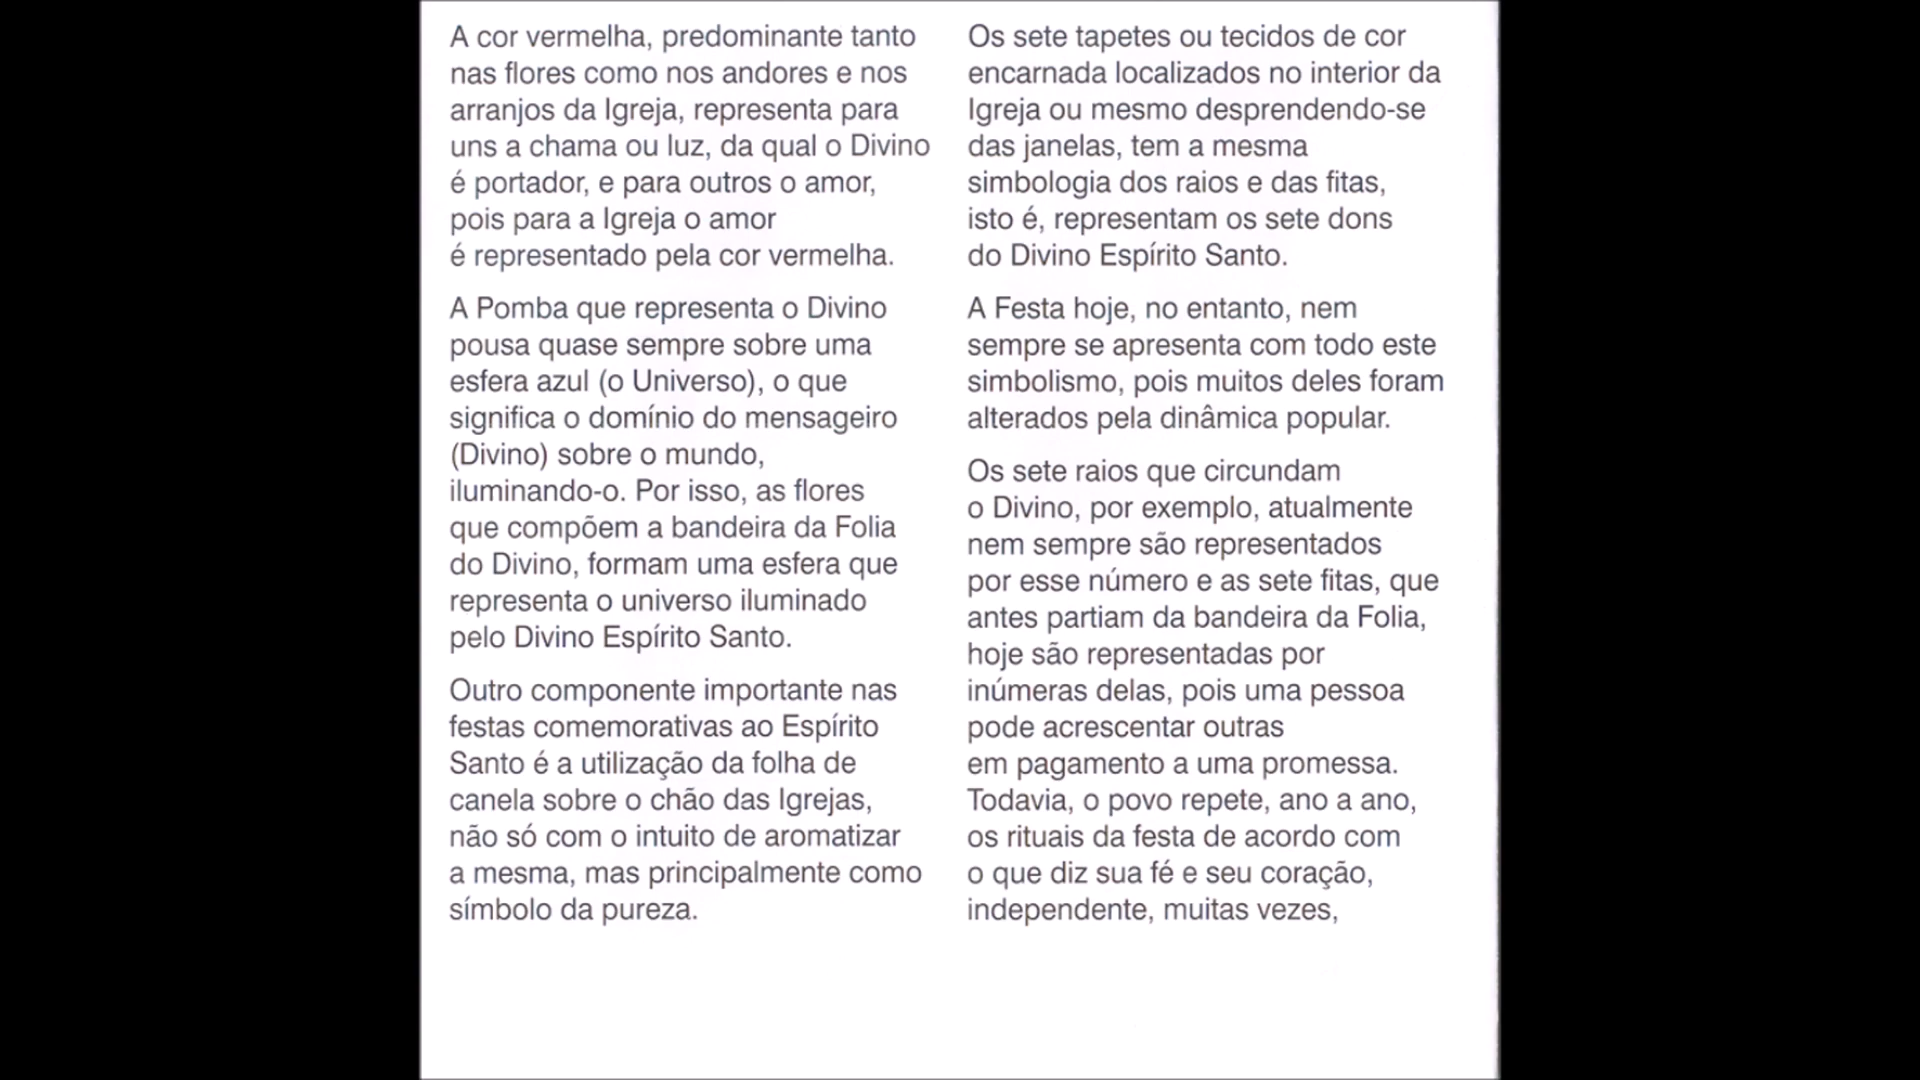 A cor vermelha, predominante tanto
nas flores como nos andores e nos
arranjos da Igreja, representa para
uns a chama ou luz, da qual o Divino
é portador, e para outros o amor,
pois para a Igreja o amor
é representado pela cor vermelha.
A Pomba que representa o Divino
pousa quase sempre sobre uma
esfera azul (o Universo), o que
significa o domínio do mensageiro
(Divino) sobre o mundo,
iluminando-o. Por isso, as flores
que compõem a bandeira da Folia
do Divino, formam uma esfera que
representa o universo iluminado
pelo Divino Espírito Santo.
Outro componente importante nas
festas comemorativas ao Espírito
Santo é a utilização da folha de
canela sobre o chão das Igrejas,
não só com o intuito de aromatizar
a mesma, mas principalmente como
símbolo da pureza.
Os sete tapetes ou tecidos de cor
encarnada localizados no interior da
Igreja ou mesmo desprendendo-se
das janelas, tem a mesma
simbologia dos raios e das fitas,
isto é, representam os sete dons
do Divino Espírito Santo.
A Festa hoje, no entanto, nem
sempre se apresenta com todo este
simbolismo, pois muitos deles foram
alterados pela dinâmica popular.
Os sete raios que circundam
o Divino, por exemplo, atualmente
nem sempre são representados
por esse número e as sete fitas, que
antes partiam da bandeira da Folia,
hoje são representadas por
inúmeras delas, pois uma pessoa
pode acrescentar outras
em pagamento a uma promessa.
Todavia, o povo repete, ano a ano,
os rituais da festa de acordo com
o que diz sua fé e seu coração,
independente, muitas vezes,